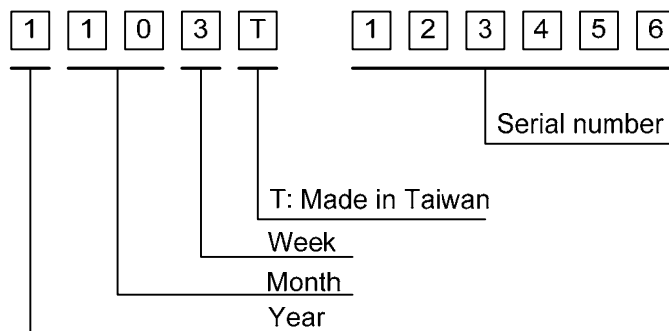 1 1 0 3 T 1 2 3 4 5 6
Serial number
T: Made in Taiwan
Week
Month
Year